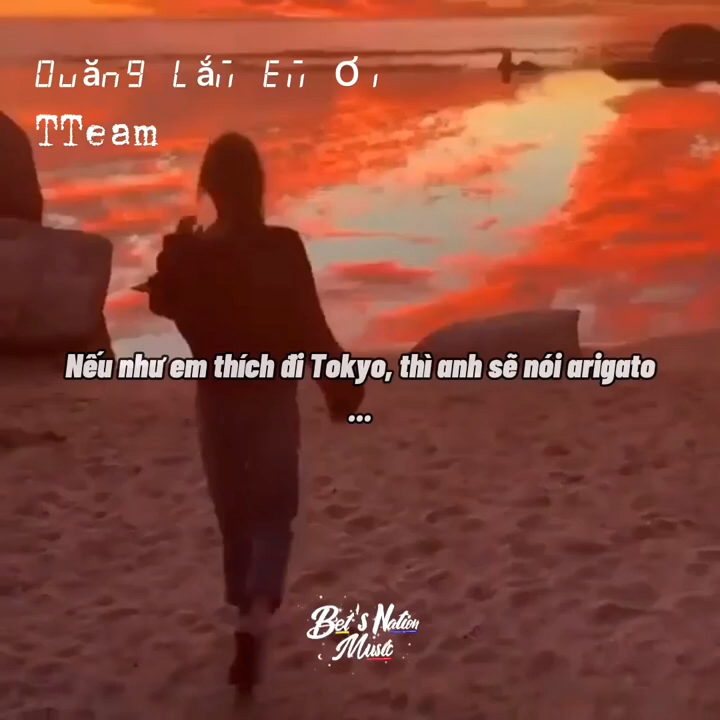 Quăng Lắm Em Ơi
TTeam
Nếu như em thích đi Tokyo, thì anh sẽ nói arigato
...
Bet's Nation
Music